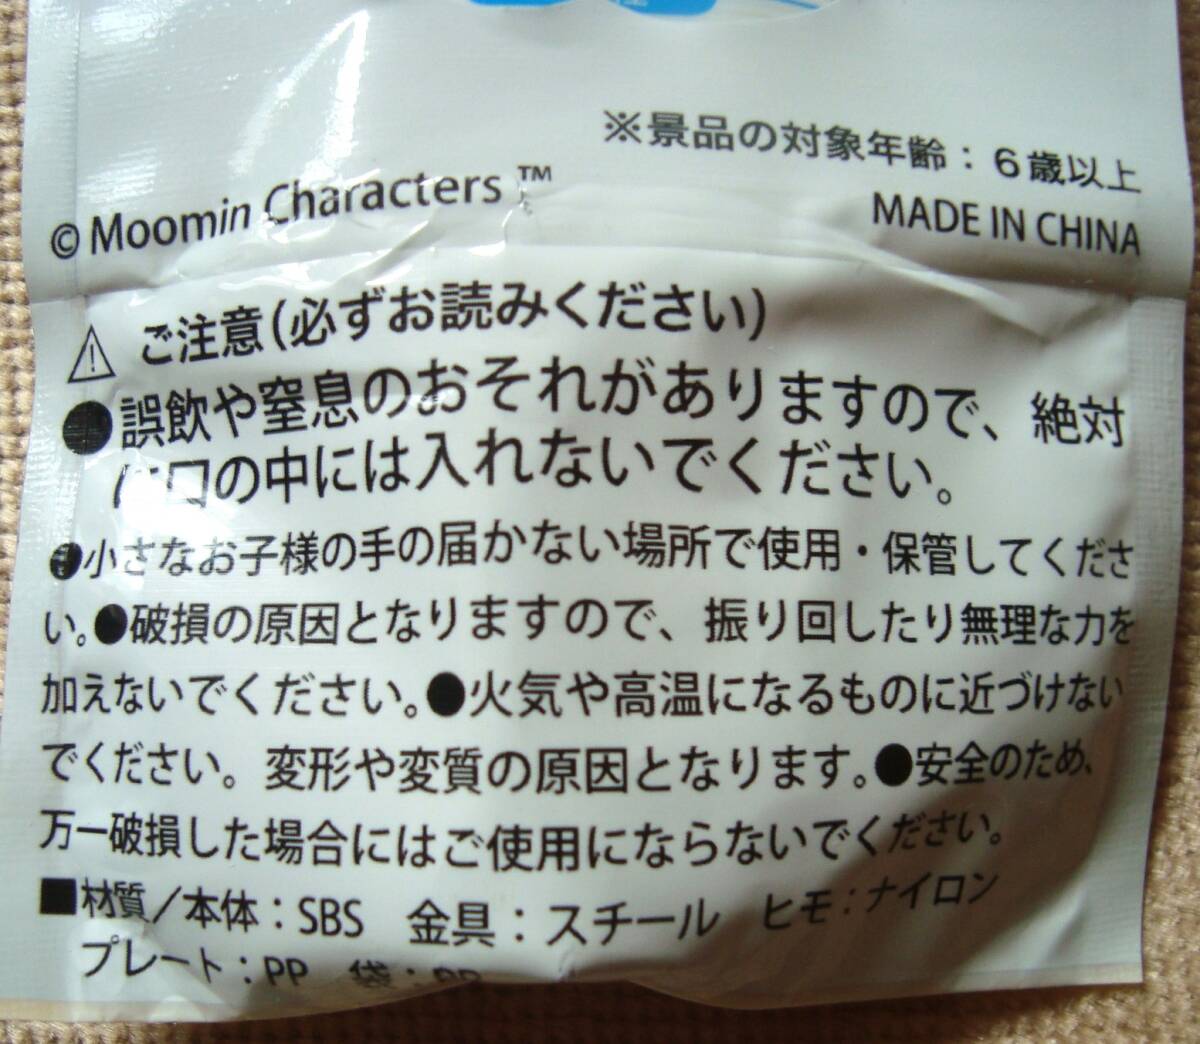 ※景品の対象年齢：6歳以上
© Moomin Characters ™
MADE IN CHINA
⚠ ご注意(必ずお読みください)
●誤飲や窒息のおそれがありますので、絶対
に口の中には入れないでください。
●小さなお子様の手の届かない場所で使用・保管してくださ
い。●破損の原因となりますので、振り回したり無理な力を
加えないでください。●火気や高温になるものに近づけない
でください。変形や変質の原因となります。●安全のため、
万一破損した場合にはご使用にならないでください。
■材質／本体：SBS 金具：スチール ヒモ：ナイロン
プレート：PP 袋：PP